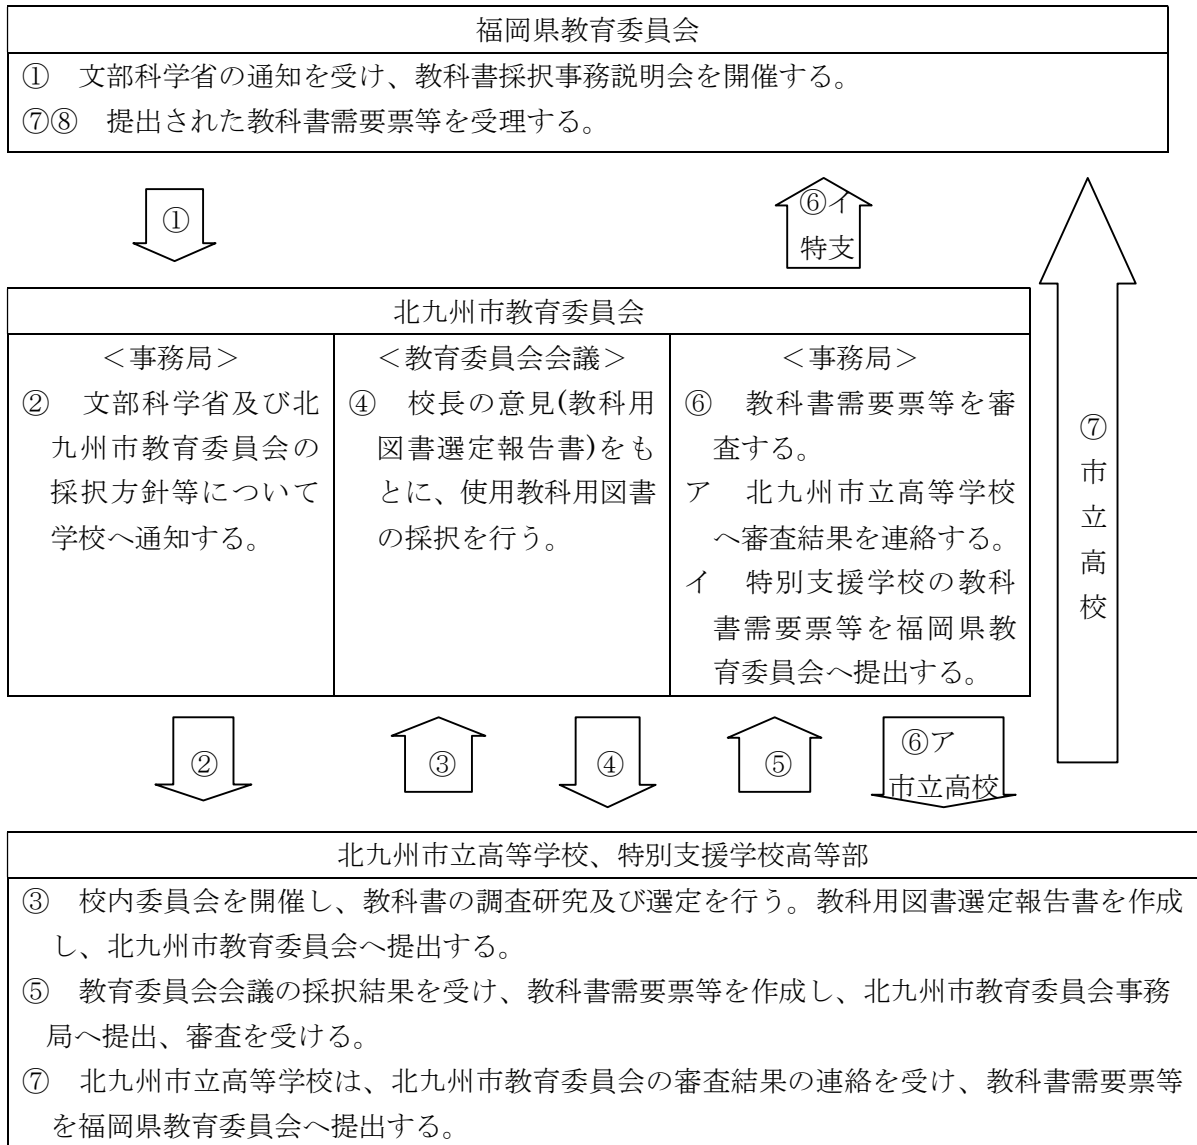 福岡県教育委員会
① 文部科学省の通知を受け、教科書採択事務説明会を開催する。
⑦⑧ 提出された教科書需要票等を受理する。
①
⑥イ
特支
北九州市教育委員会
＜事務局＞
② 文部科学省及び北
九州市教育委員会の
採択方針等について
学校へ通知する。
＜教育委員会会議＞
④ 校長の意見(教科用
図書選定報告書)をも
とに、使用教科用図書
の採択を行う。
＜事務局＞
⑥ 教科書需要票等を審
査する。
ア 北九州市立高等学校
へ審査結果を連絡する。
イ 特別支援学校の教科
書需要票等を福岡県教
育委員会へ提出する。
⑦
市
立
高
校
②
③
④
⑤
⑥ア
市立高校
北九州市立高等学校、特別支援学校高等部
③ 校内委員会を開催し、教科書の調査研究及び選定を行う。教科用図書選定報告書を作成
し、北九州市教育委員会へ提出する。
⑤ 教育委員会会議の採択結果を受け、教科書需要票等を作成し、北九州市教育委員会事務
局へ提出、審査を受ける。
⑦ 北九州市立高等学校は、北九州市教育委員会の審査結果の連絡を受け、教科書需要票等
を福岡県教育委員会へ提出する。